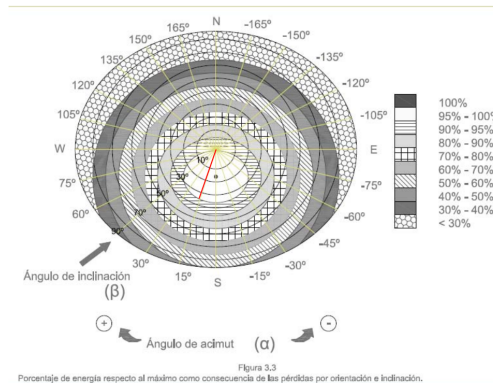 N
165º -165º
150º -150º
135º -135º
120º -120º
105º -105º
W E
75º -75º
60º -60º
-45º
30º -30º
15º -15º
S
10º
30º
50º
70º
90º
100%
95% - 100%
90% - 95%
80% - 90%
70% - 80%
60% - 70%
50% - 60%
40% - 50%
30% - 40%
< 30%
Ángulo de inclinación
(β)
+ Ángulo de acimut (α) -
Figura 3.3
Porcentaje de energía respecto al máximo como consecuencia de las pérdidas por orientación e inclinación.